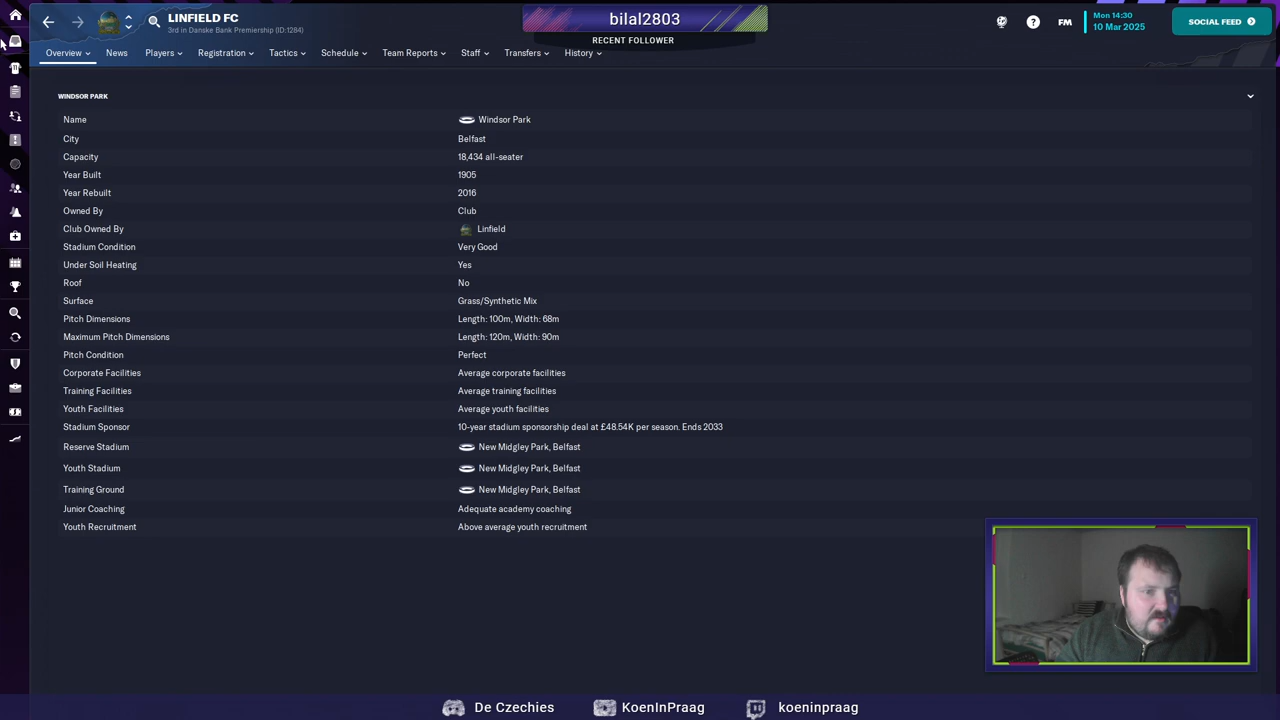 LINFIELD FC
3rd in Danske Bank Premiership (ID:1284)
bilal2803
RECENT FOLLOWER
FM
Mon 14:30
10 Mar 2025
SOCIAL FEED
Overview
News
Players
Registration
Tactics
Schedule
Team Reports
Staff
Transfers
History
WINDSOR PARK
Name Windsor Park
City Belfast
Capacity 18,434 all-seater
Year Built 1905
Year Rebuilt 2016
Owned By Club
Club Owned By Linfield
Stadium Condition Very Good
Under Soil Heating Yes
Roof No
Surface Grass/Synthetic Mix
Pitch Dimensions Length: 100m, Width: 68m
Maximum Pitch Dimensions Length: 120m, Width: 90m
Pitch Condition Perfect
Corporate Facilities Average corporate facilities
Training Facilities Average training facilities
Youth Facilities Average youth facilities
Stadium Sponsor 10-year stadium sponsorship deal at £48.54K per season. Ends 2033
Reserve Stadium New Midgley Park, Belfast
Youth Stadium New Midgley Park, Belfast
Training Ground New Midgley Park, Belfast
Junior Coaching Adequate academy coaching
Youth Recruitment Above average youth recruitment
De Czechies
KoenInPraag
koeninpraag